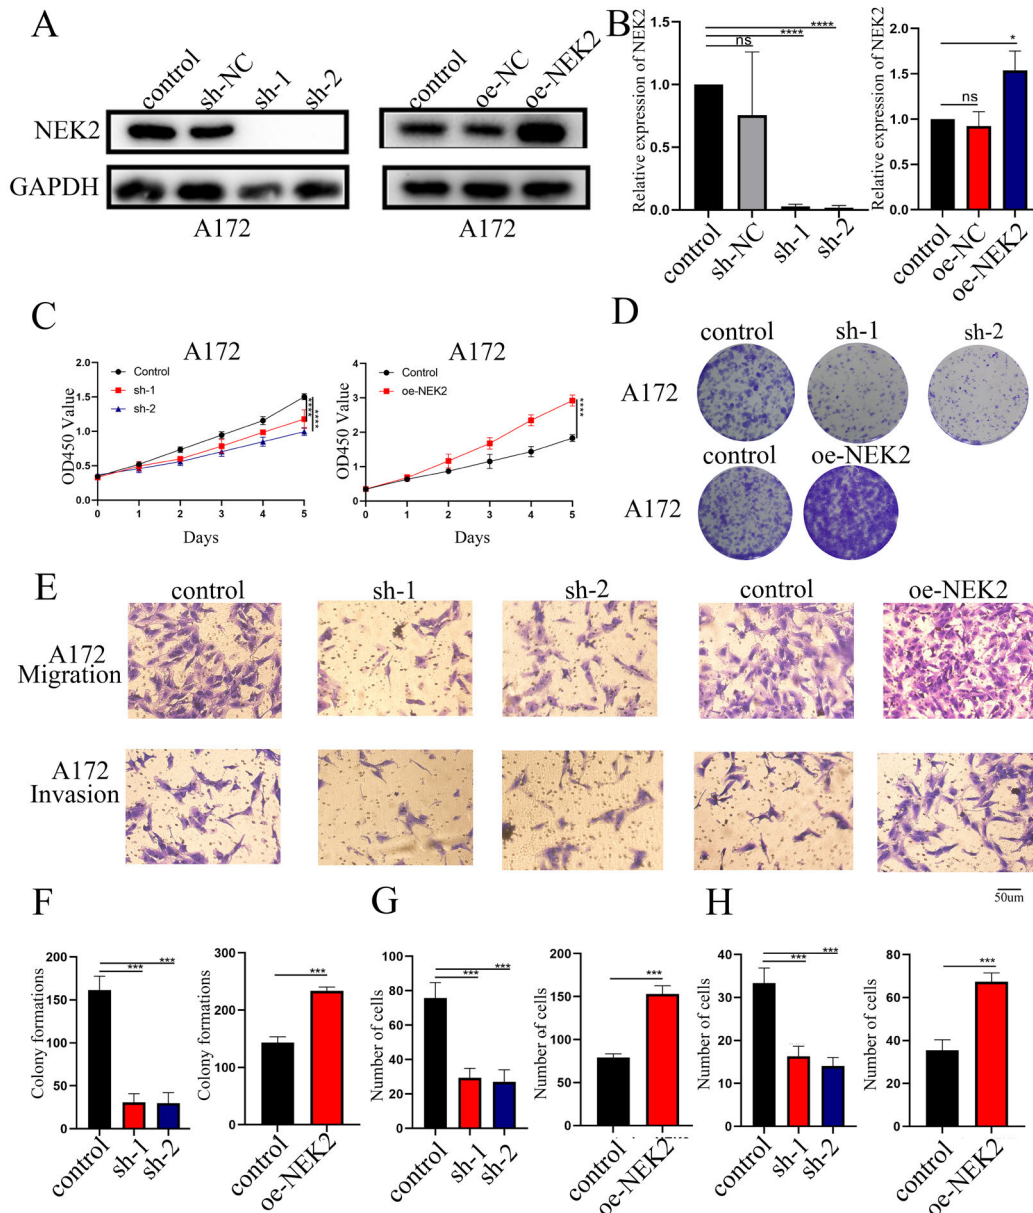 A
control
sh-NC
sh-1
sh-2
control
oe-NC
oe-NEK2
NEK2
GAPDH
A172
A172
B
Relative expression of NEK2
1.5
1.0
0.5
0.0
****
****
ns
control
sh-NC
sh-1
sh-2
Relative expression of NEK2
2.0
1.5
1.0
0.5
0.0
*
ns
control
oe-NC
oe-NEK2
C
A172
OD450 Value
2.0
1.5
1.0
0.5
0.0
Control
sh-1
sh-2
****
****
0 1 2 3 4 5
Days
A172
OD450 Value
4
3
2
1
0
Control
oe-NEK2
****
0 1 2 3 4 5
Days
D
control sh-1 sh-2
A172
control oe-NEK2
A172
E
control sh-1 sh-2 control oe-NEK2
A172
Migration
A172
Invasion
50um
F
Colony formations
200
150
100
50
0
***
***
control
sh-1
sh-2
Colony formations
300
200
100
0
***
control
oe-NEK2
G
Number of cells
100
80
60
40
20
0
***
***
control
sh-1
sh-2
Number of cells
200
150
100
50
0
***
control
oe-NEK2
H
Number of cells
40
30
20
10
0
***
***
control
sh-1
sh-2
Number of cells
80
60
40
20
0
***
control
oe-NEK2